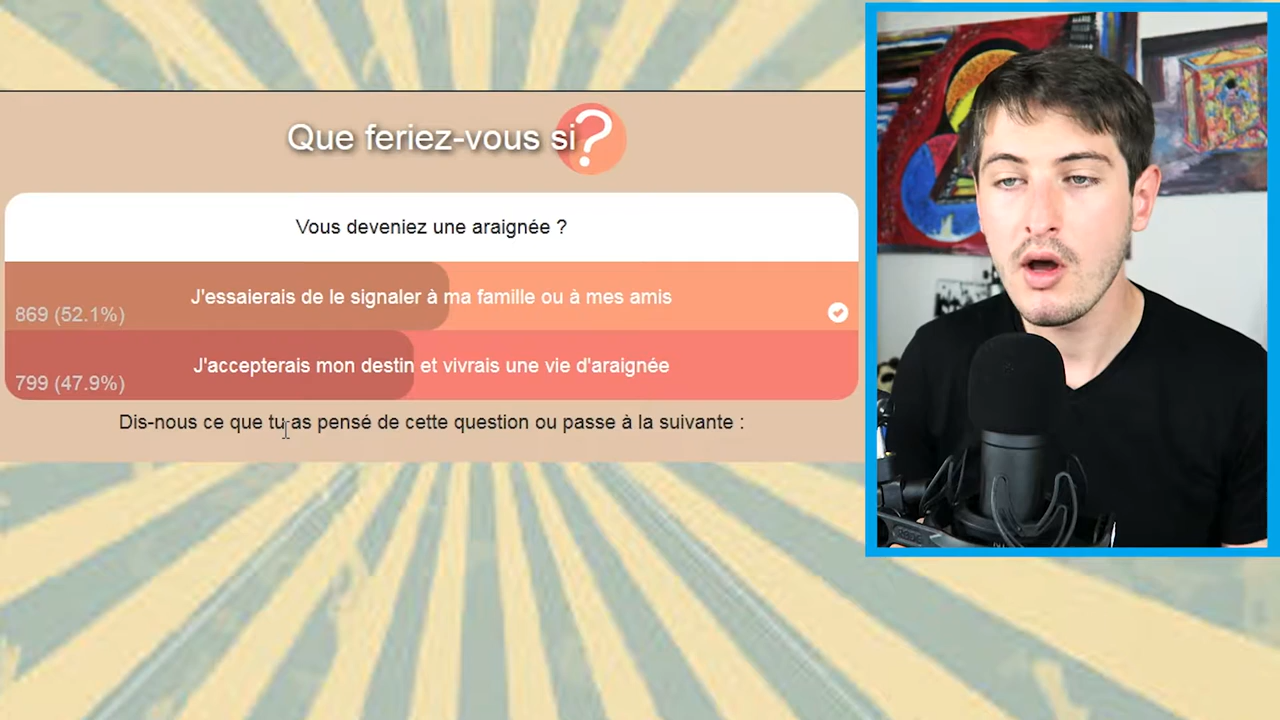 Que feriez-vous si?
Vous deveniez une araignée ?
J'essaierais de le signaler à ma famille ou à mes amis
869 (52.1%)
J'accepterais mon destin et vivrais une vie d'araignée
799 (47.9%)
Dis-nous ce que tu as pensé de cette question ou passe à la suivante :